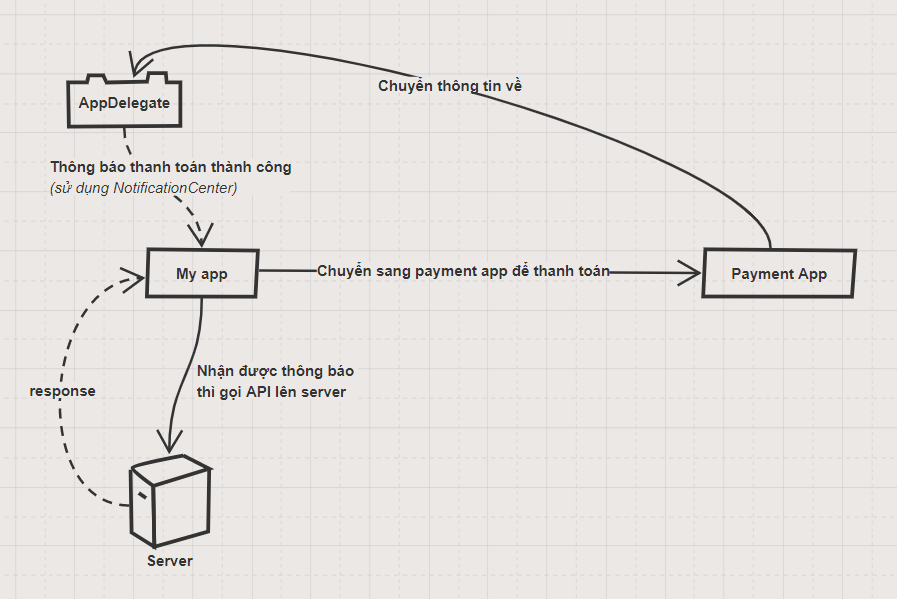 Chuyển thông tin về
AppDelegate
Thông báo thanh toán thành công
(sử dụng NotificationCenter)
My app
Chuyển sang payment app để thanh toán
Payment App
Nhận được thông báo
thì gọi API lên server
response
Server